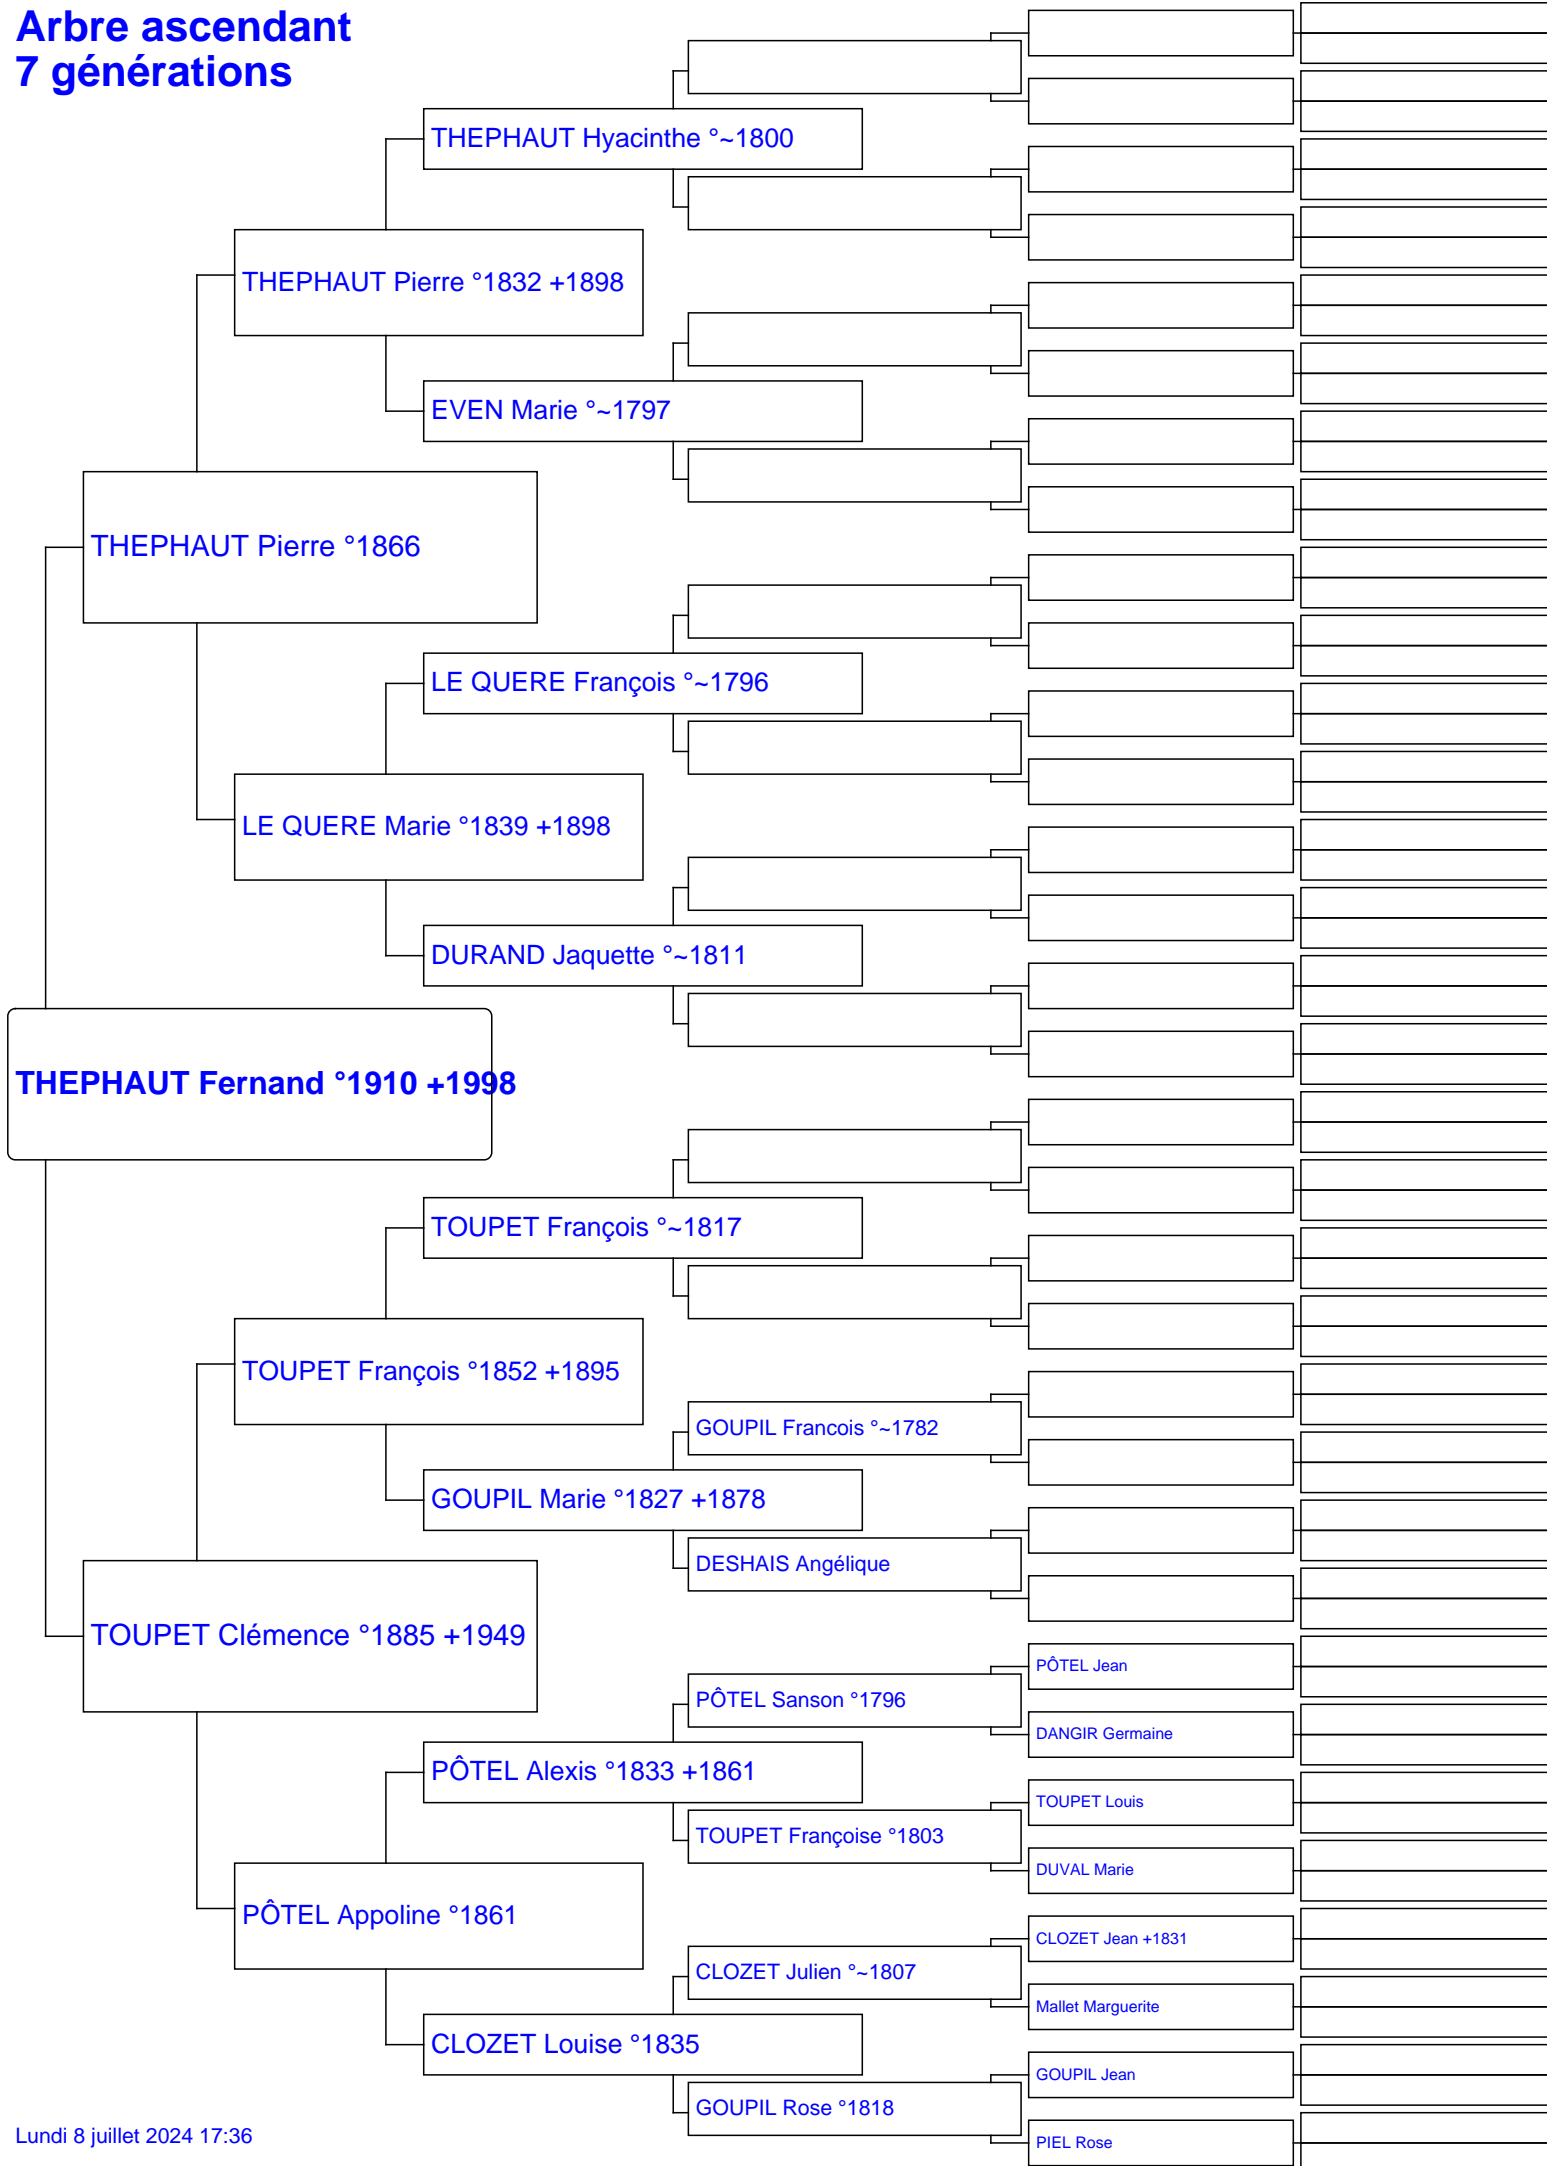 Arbre ascendant
7 générations
THEPHAUT Hyacinthe °~1800
THEPHAUT Pierre °1832 +1898
EVEN Marie °~1797
THEPHAUT Pierre °1866
LE QUERE François °~1796
LE QUERE Marie °1839 +1898
DURAND Jaquette °~1811
THEPHAUT Fernand °1910 +1998
TOUPET François °~1817
TOUPET François °1852 +1895
GOUPIL Francois °~1782
GOUPIL Marie °1827 +1878
DESHAIS Angélique
TOUPET Clémence °1885 +1949
PÔTEL Jean
PÔTEL Sanson °1796
DANGIR Germaine
PÔTEL Alexis °1833 +1861
TOUPET Louis
TOUPET Françoise °1803
DUVAL Marie
PÔTEL Appoline °1861
CLOZET Jean +1831
CLOZET Julien °~1807
Mallet Marguerite
CLOZET Louise °1835
GOUPIL Jean
GOUPIL Rose °1818
PIEL Rose
Lundi 8 juillet 2024 17:36